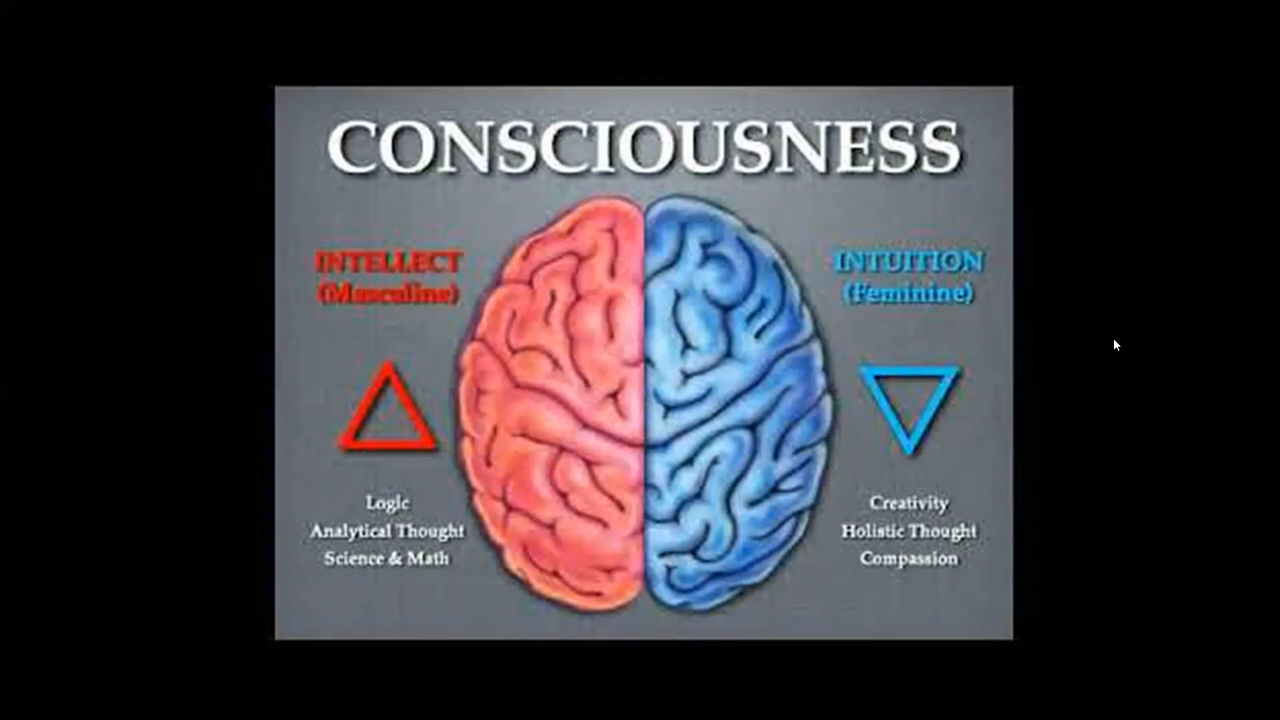 CONSCIOUSNESS
INTELLECT
(Masculine)
Logic
Analytical Thought
Science & Math
INTUITION
(Feminine)
Creativity
Holistic Thought
Compassion